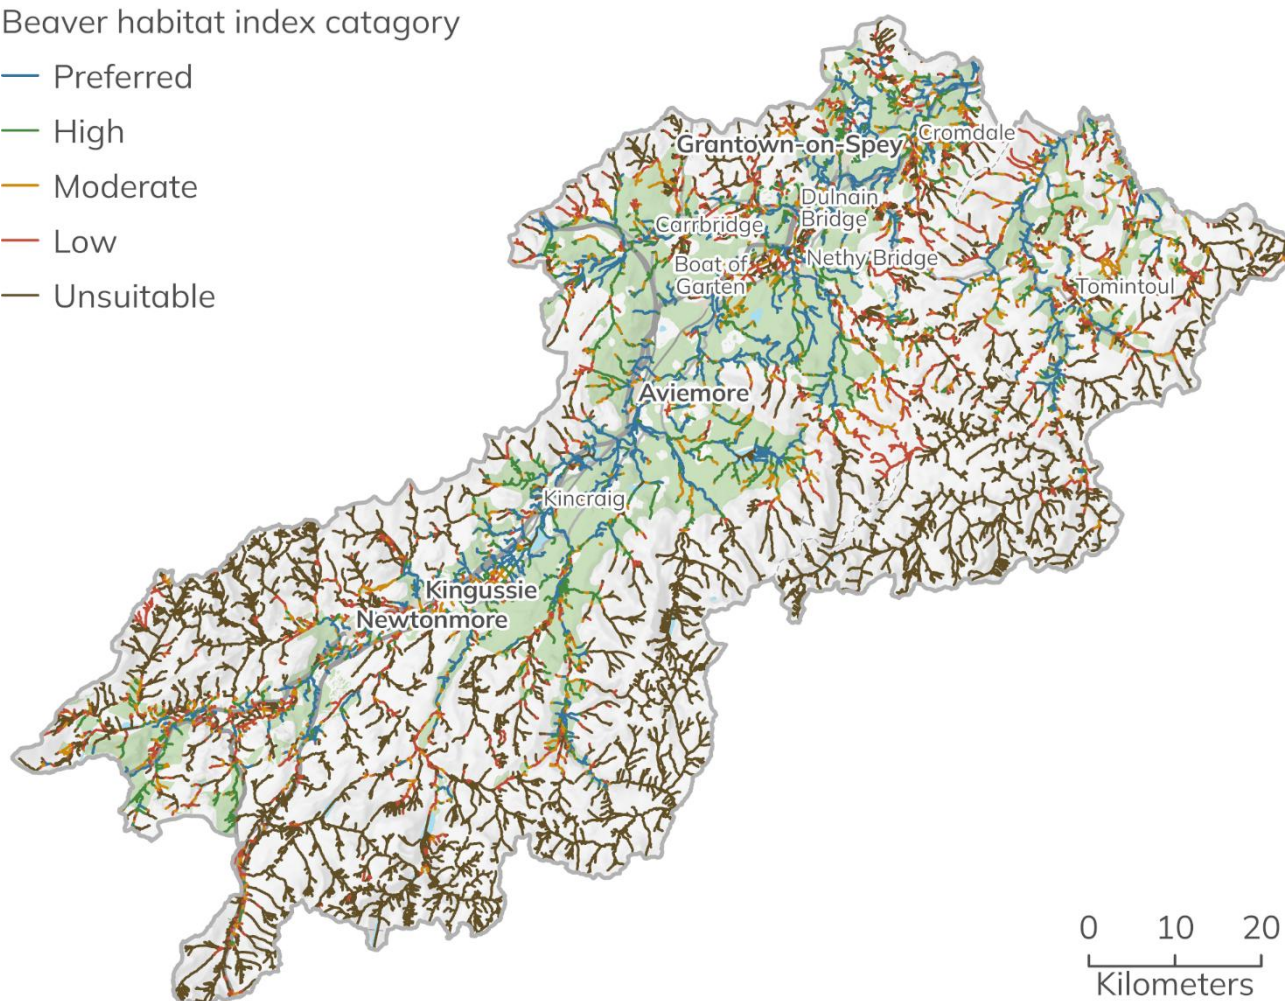 Beaver habitat index catagory
Preferred
High
Moderate
Low
Unsuitable
Cromdale
Grantown-on-Spey
Dulnain
Bridge
Carrbridge
Nethy Bridge
Boat of
Garten
Tomintoul
Aviemore
Kincraig
Kingussie
Newtonmore
0 10 20
Kilometers